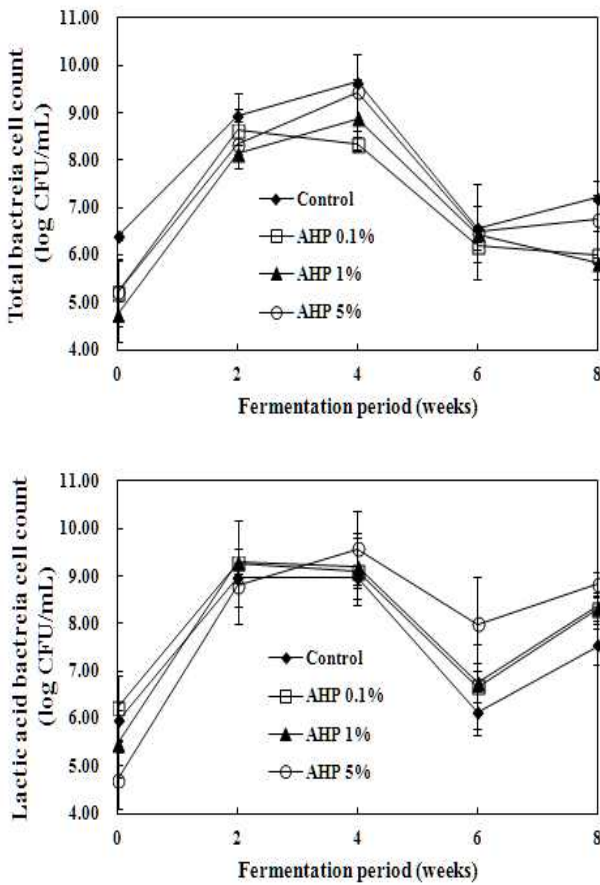 Total bactreia cell count
(log CFU/mL)
11.00
10.00
9.00
8.00
7.00
6.00
5.00
4.00
Control
AHP 0.1%
AHP 1%
AHP 5%
0 2 4 6 8
Fermentation period (weeks)
Lactic acid bactreia cell count
(log CFU/mL)
11.00
10.00
9.00
8.00
7.00
6.00
5.00
4.00
Control
AHP 0.1%
AHP 1%
AHP 5%
0 2 4 6 8
Fermentation period (weeks)